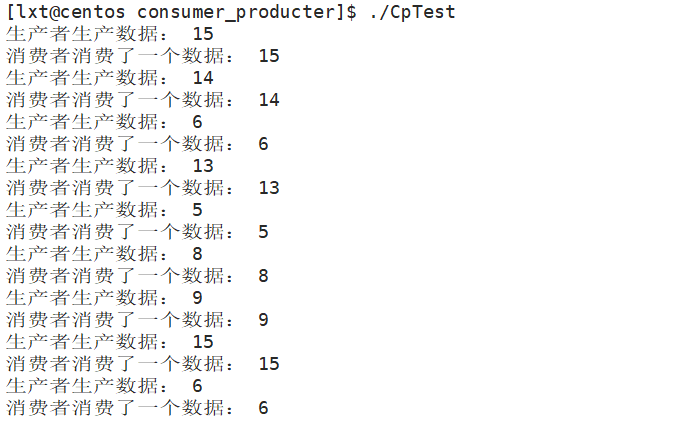 [lxt@centos consumer_producter]$ ./CpTest
生产者生产数据： 15
消费者消费了一个数据： 15
生产者生产数据： 14
消费者消费了一个数据： 14
生产者生产数据： 6
消费者消费了一个数据： 6
生产者生产数据： 13
消费者消费了一个数据： 13
生产者生产数据： 5
消费者消费了一个数据： 5
生产者生产数据： 8
消费者消费了一个数据： 8
生产者生产数据： 9
消费者消费了一个数据： 9
生产者生产数据： 15
消费者消费了一个数据： 15
生产者生产数据： 6
消费者消费了一个数据： 6